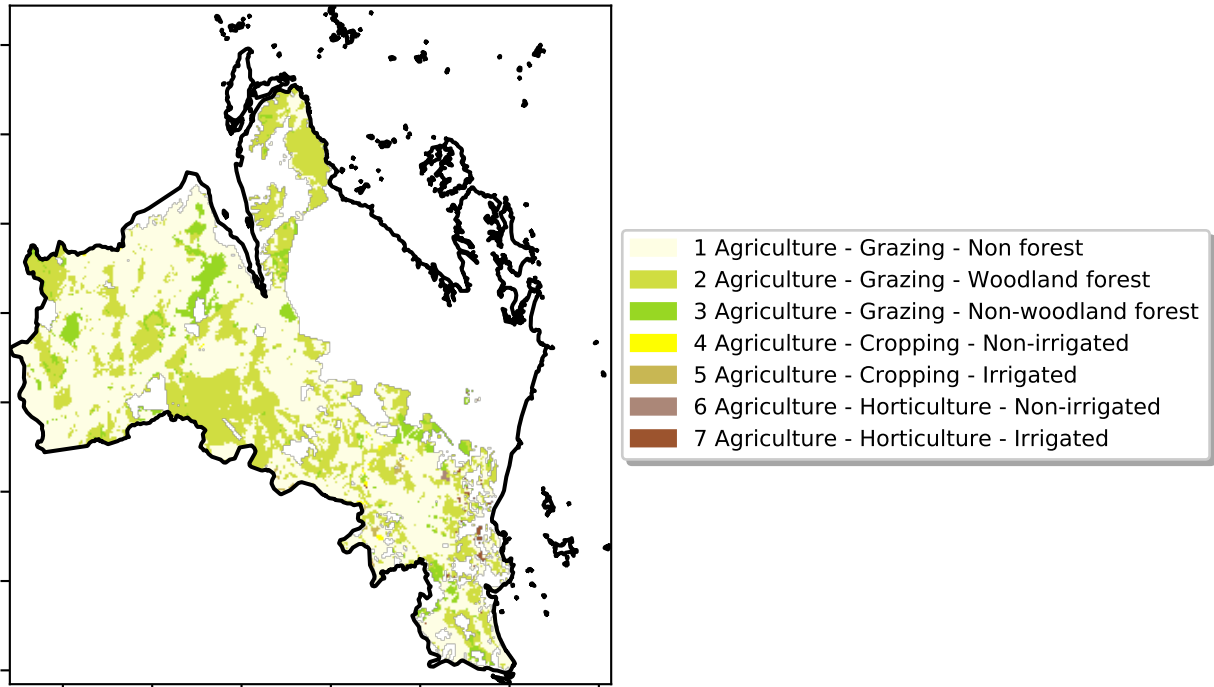 1 Agriculture - Grazing - Non forest
2 Agriculture - Grazing - Woodland forest
3 Agriculture - Grazing - Non-woodland forest
4 Agriculture - Cropping - Non-irrigated
5 Agriculture - Cropping - Irrigated
6 Agriculture - Horticulture - Non-irrigated
7 Agriculture - Horticulture - Irrigated